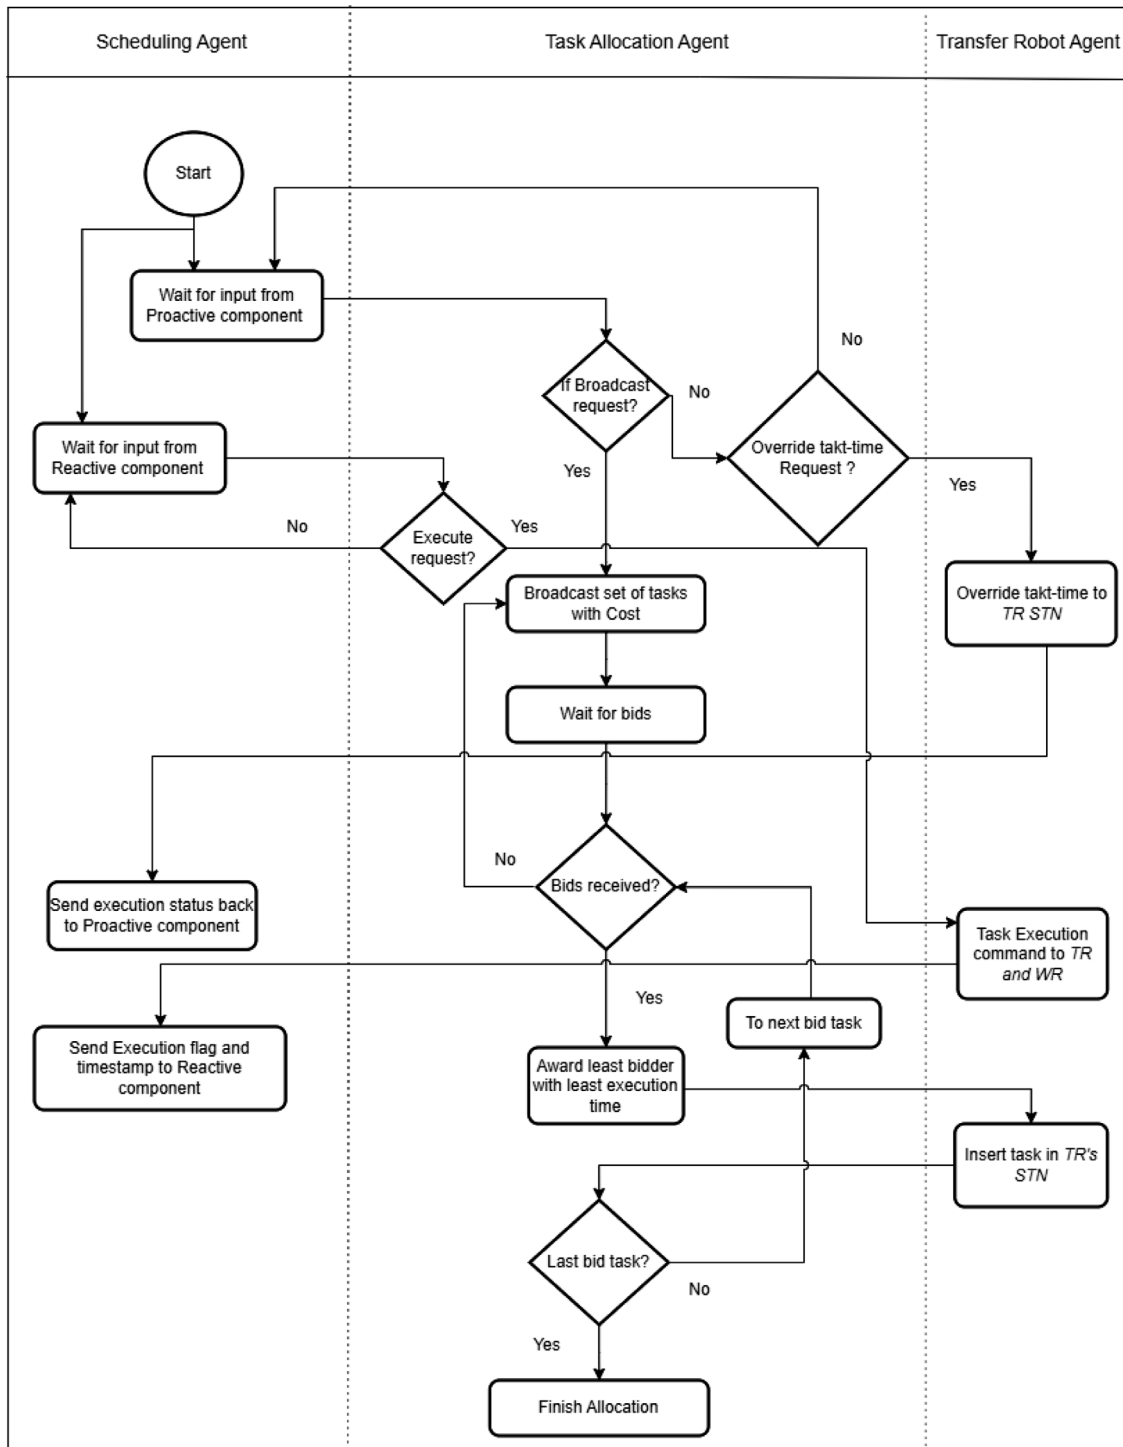 Scheduling Agent
Task Allocation Agent
Transfer Robot Agent
Start
Wait for input from
Proactive component
No
If Broadcast
request?
No
Override takt-time
Request ?
Wait for input from
Reactive component
Yes
Yes
No
Execute
request?
Yes
Broadcast set of tasks
with Cost
Override takt-time to
TR STN
Wait for bids
No
Bids received?
Send execution status back
to Proactive component
Task Execution
command to TR
and WR
Yes
To next bid task
Send Execution flag and
timestamp to Reactive
component
Award least bidder
with least execution
time
Insert task in TR's
STN
Last bid task?
No
Yes
Finish Allocation